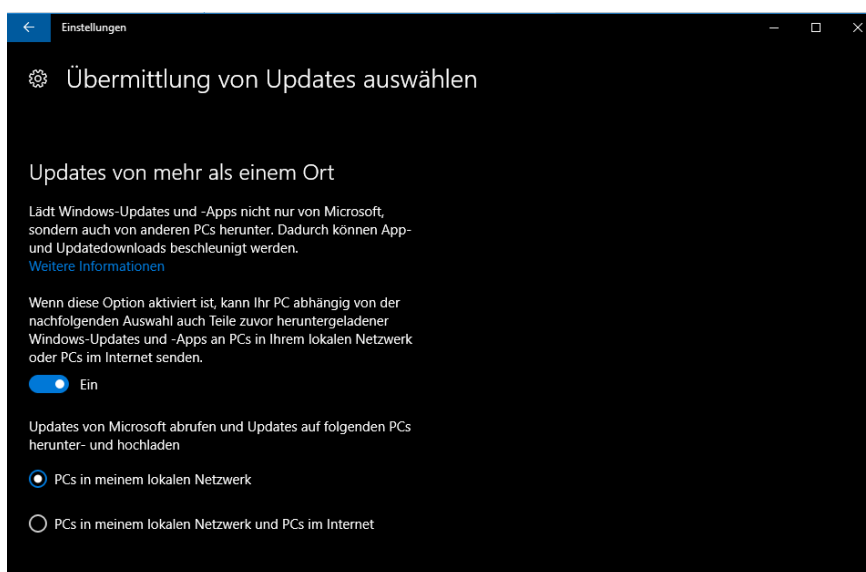 Einstellungen
Übermittlung von Updates auswählen
Updates von mehr als einem Ort
Lädt Windows-Updates und -Apps nicht nur von Microsoft,
sondern auch von anderen PCs herunter. Dadurch können App-
und Updatedownloads beschleunigt werden.
Weitere Informationen
Wenn diese Option aktiviert ist, kann Ihr PC abhängig von der
nachfolgenden Auswahl auch Teile zuvor heruntergeladener
Windows-Updates und -Apps an PCs in Ihrem lokalen Netzwerk
oder PCs im Internet senden.
Ein
Updates von Microsoft abrufen und Updates auf folgenden PCs
herunter- und hochladen
PCs in meinem lokalen Netzwerk
PCs in meinem lokalen Netzwerk und PCs im Internet